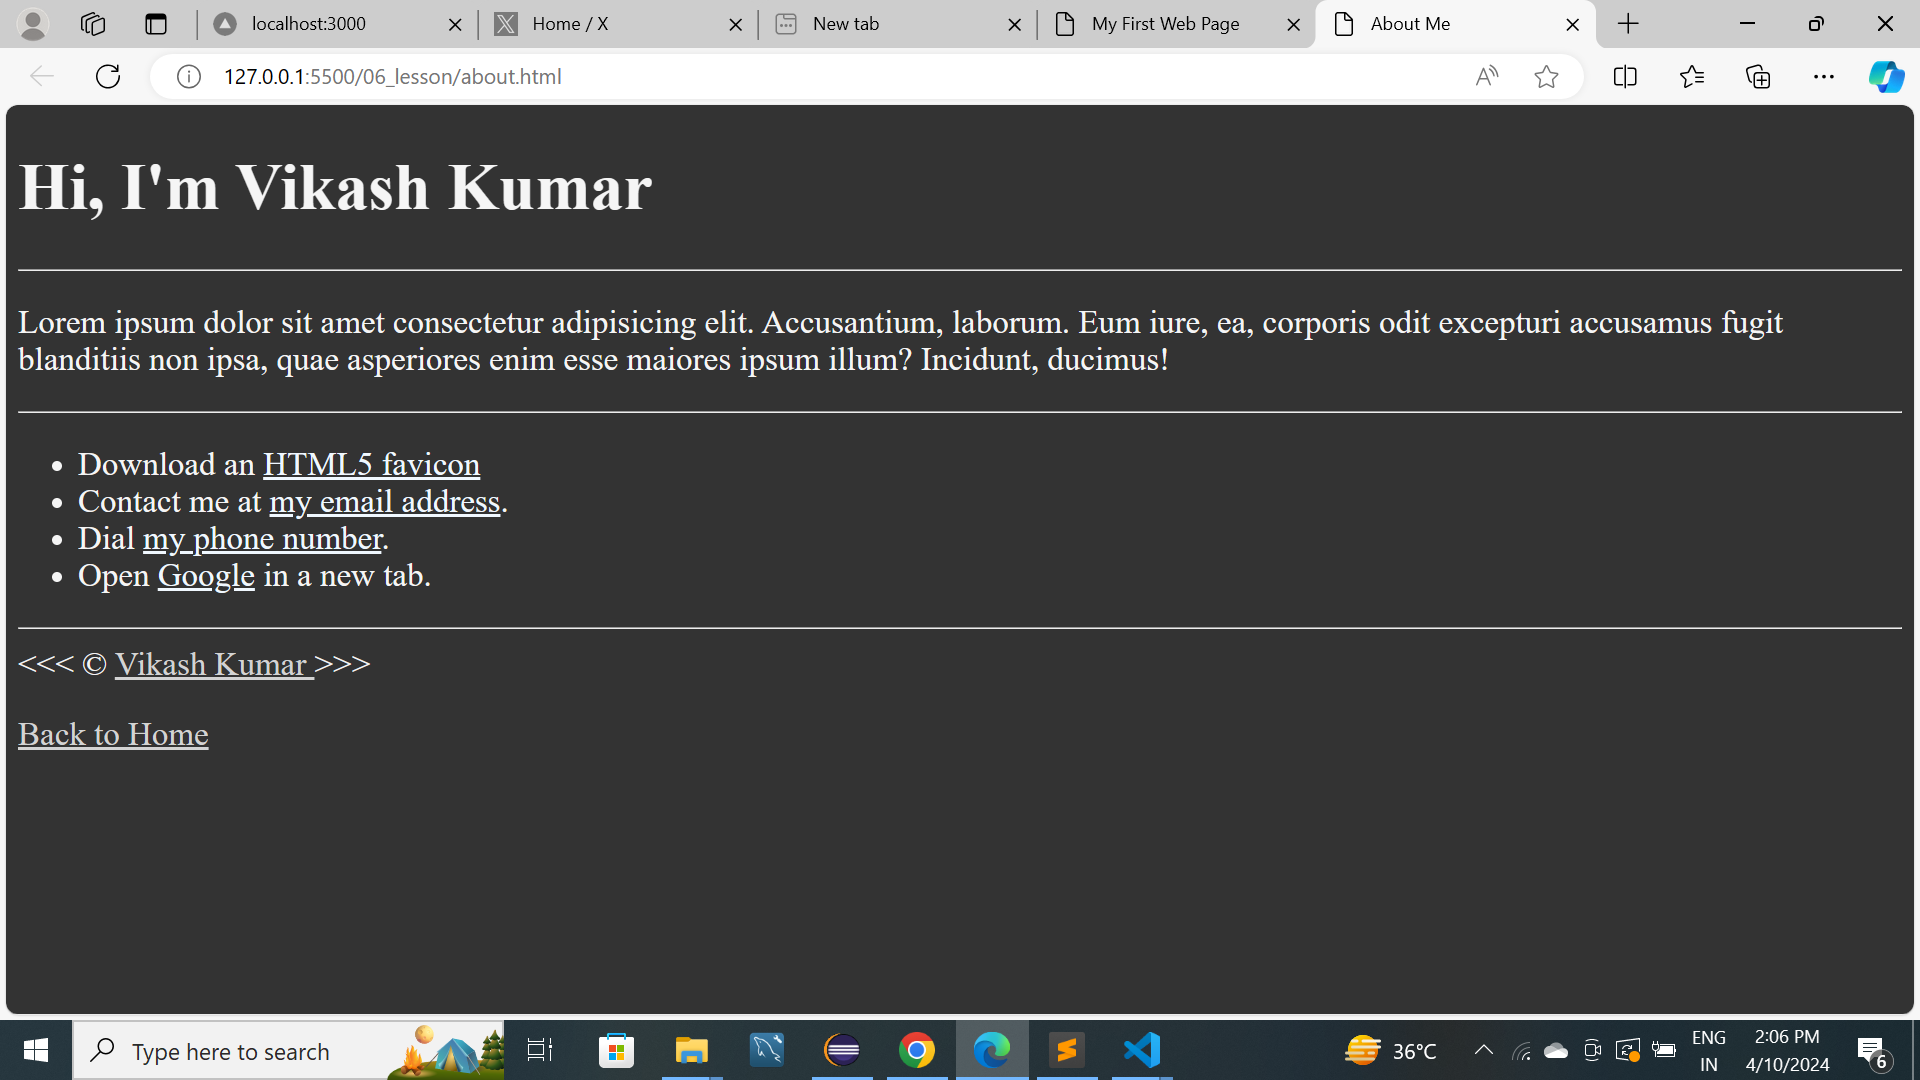 localhost:3000
Home / X
New tab
My First Web Page
About Me
127.0.0.1:5500/06_lesson/about.html
Hi, I'm Vikash Kumar
Lorem ipsum dolor sit amet consectetur adipisicing elit. Accusantium, laborum. Eum iure, ea, corporis odit excepturi accusamus fugit
blanditiis non ipsa, quae asperiores enim esse maiores ipsum illum? Incidunt, ducimus!
• Download an HTML5 favicon
• Contact me at my email address.
• Dial my phone number.
• Open Google in a new tab.
<<< © Vikash Kumar >>>
Back to Home
Type here to search
36°C
ENG
IN
2:06 PM
4/10/2024
6